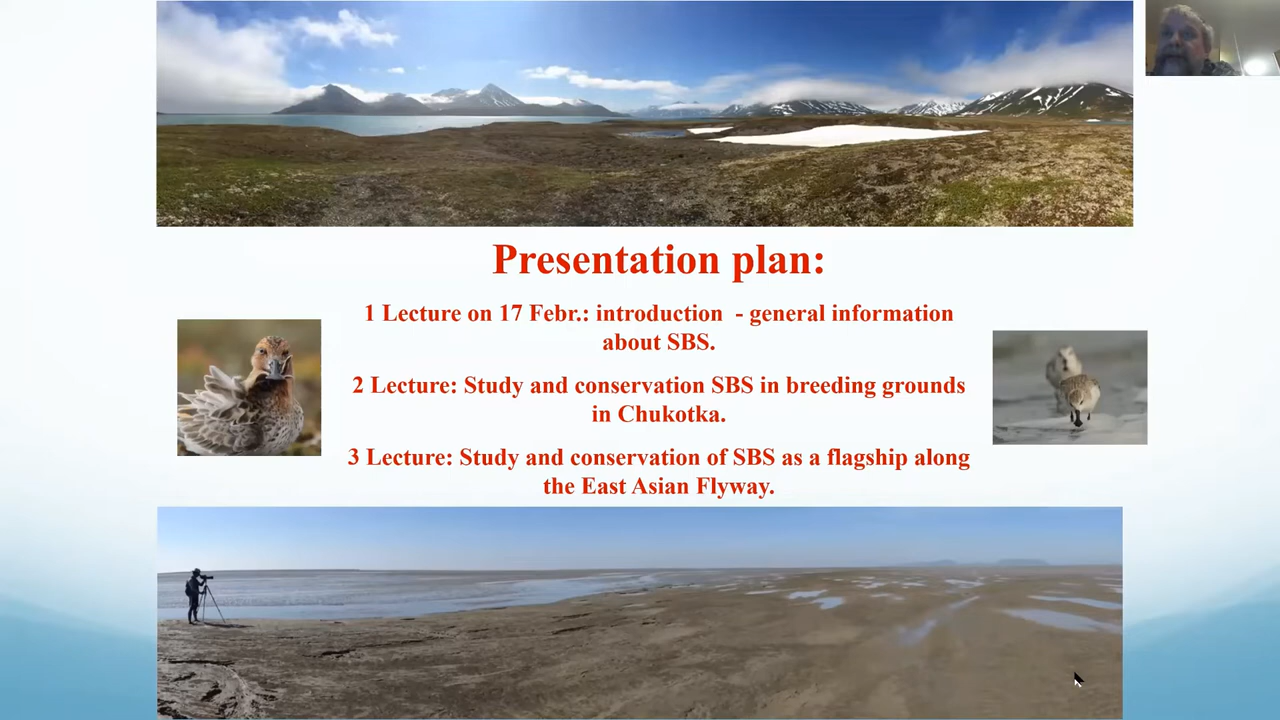 Presentation plan:
1 Lecture on 17 Febr.: introduction - general information
about SBS.
2 Lecture: Study and conservation SBS in breeding grounds
in Chukotka.
3 Lecture: Study and conservation of SBS as a flagship along
the East Asian Flyway.